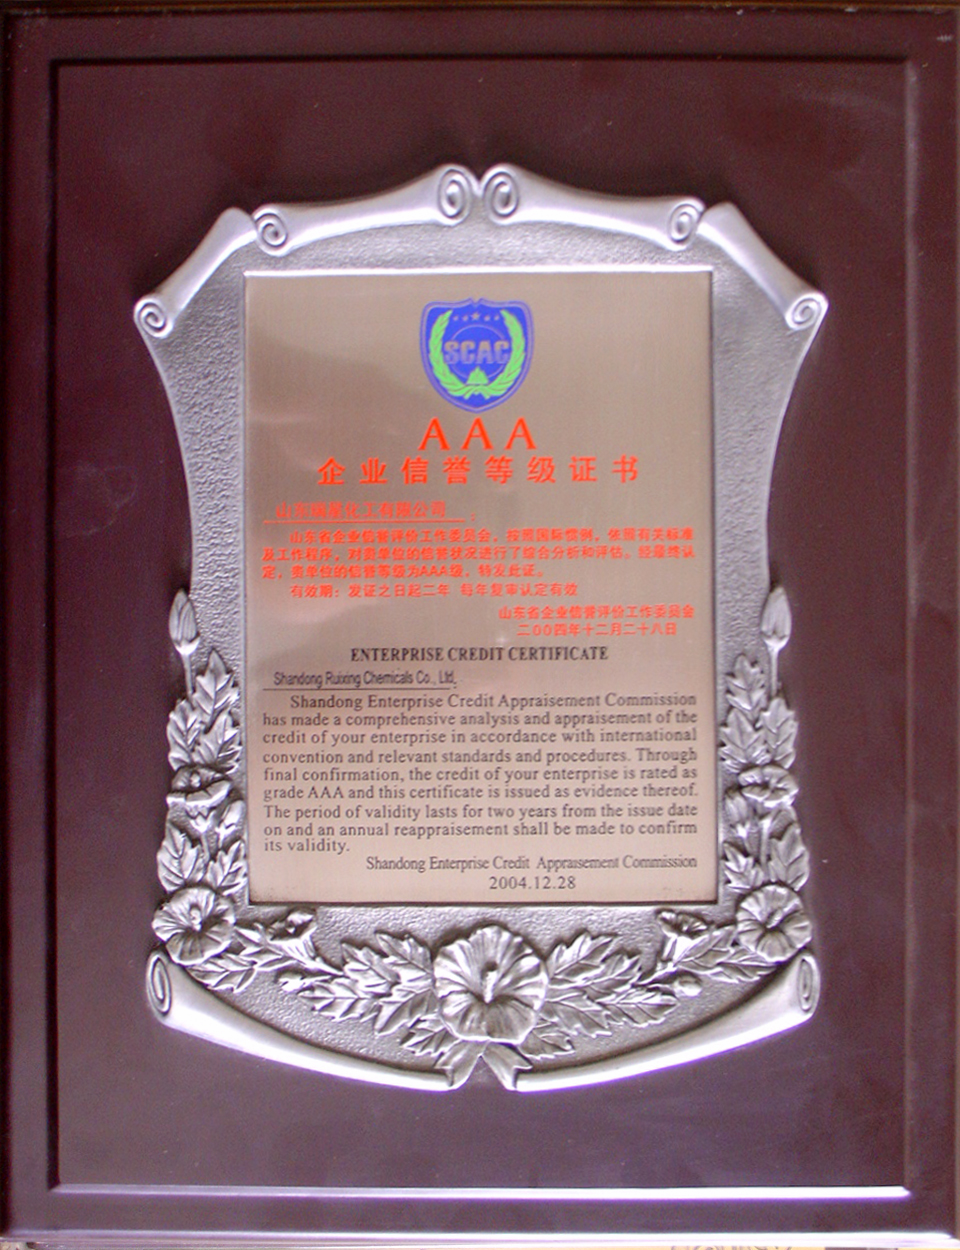 SCAC
AAA
企业信誉等级证书
山东瑞星化工有限公司:
山东省企业信誉评价工作委员会，按照国际惯例，依照有关标准
及工作程序，对贵单位的信誉状况进行了综合分析和评估，经最终认
定，贵单位的信誉等级为AAA级，特发此证。
有效期：发证之日起二年 每年复审认定有效
山东省企业信誉评价工作委员会
二00四年十二月二十八日
ENTERPRISE CREDIT CERTIFICATE
Shandong Ruixing Chemicals Co., Ltd.
Shandong Enterprise Credit Appraisement Commission
has made a comprehensive analysis and appraisement of the
credit of your enterprise in accordance with international
convention and relevant standards and procedures. Through
final confirmation, the credit of your enterprise is rated as
grade AAA and this certificate is issued as evidence thereof.
The period of validity lasts for two years from the issue date
on and an annual reappraisement shall be made to confirm
its validity.
Shandong Enterprise Credit Appraisement Commission
2004.12.28